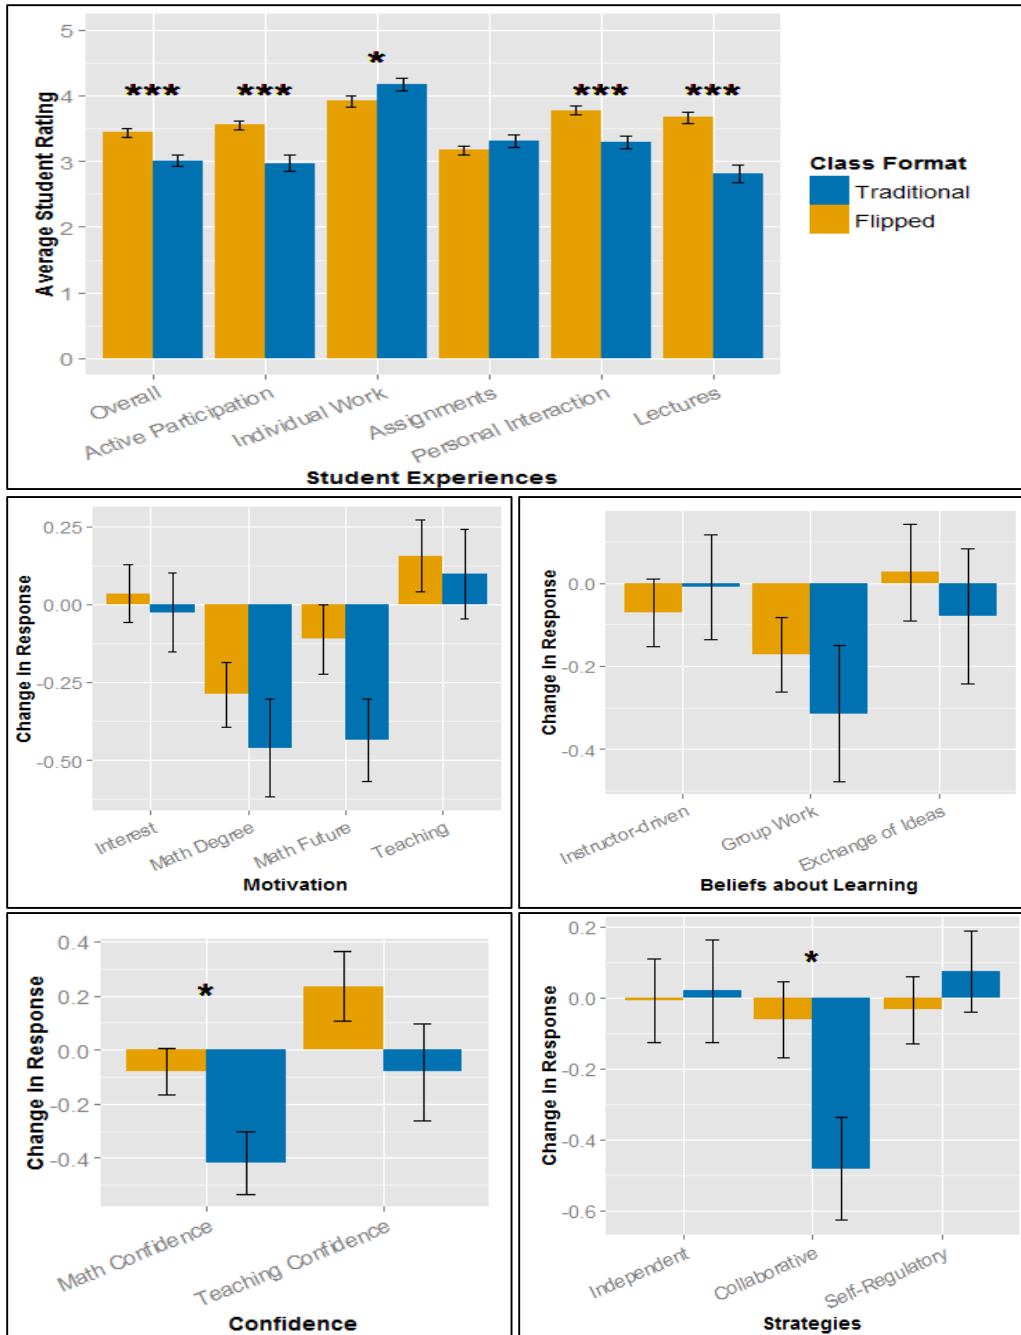 5
4
3
2
1
0
Average Student Rating
***
***
*
***
***
Class Format
Traditional
Flipped
Overall
Active Participation
Individual Work
Assignments
Personal Interaction
Lectures
Student Experiences
0.25
0.00
-0.25
-0.50
Change In Response
Interest
Math Degree
Math Future
Teaching
Motivation
0.0
-0.2
-0.4
Change In Response
Instructor-driven
Group Work
Exchange of Ideas
Beliefs about Learning
0.4
0.2
0.0
-0.2
-0.4
Change In Response
*
Math Confidence
Teaching Confidence
Confidence
0.2
0.0
-0.2
-0.4
-0.6
Change In Response
*
Independent
Collaborative
Self-Regulatory
Strategies